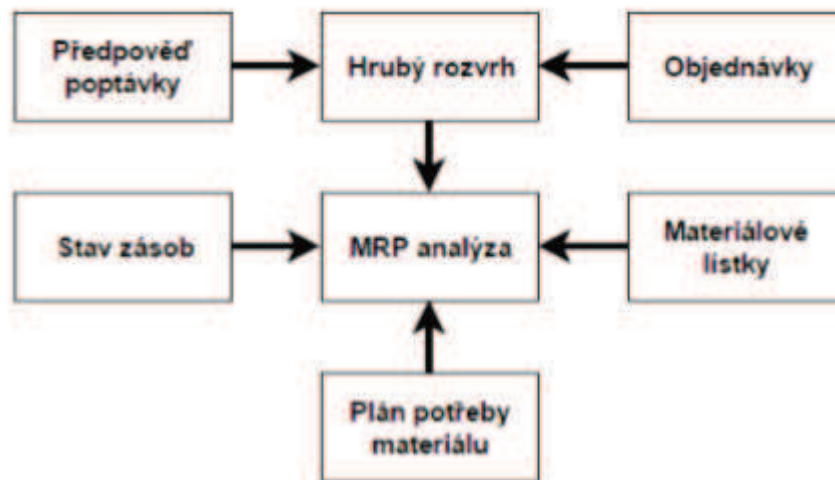 Předpověď
poptávky
Hrubý rozvrh
Objednávky
Stav zásob
MRP analýza
Materiálové
lístky
Plán potřeby
materiálu